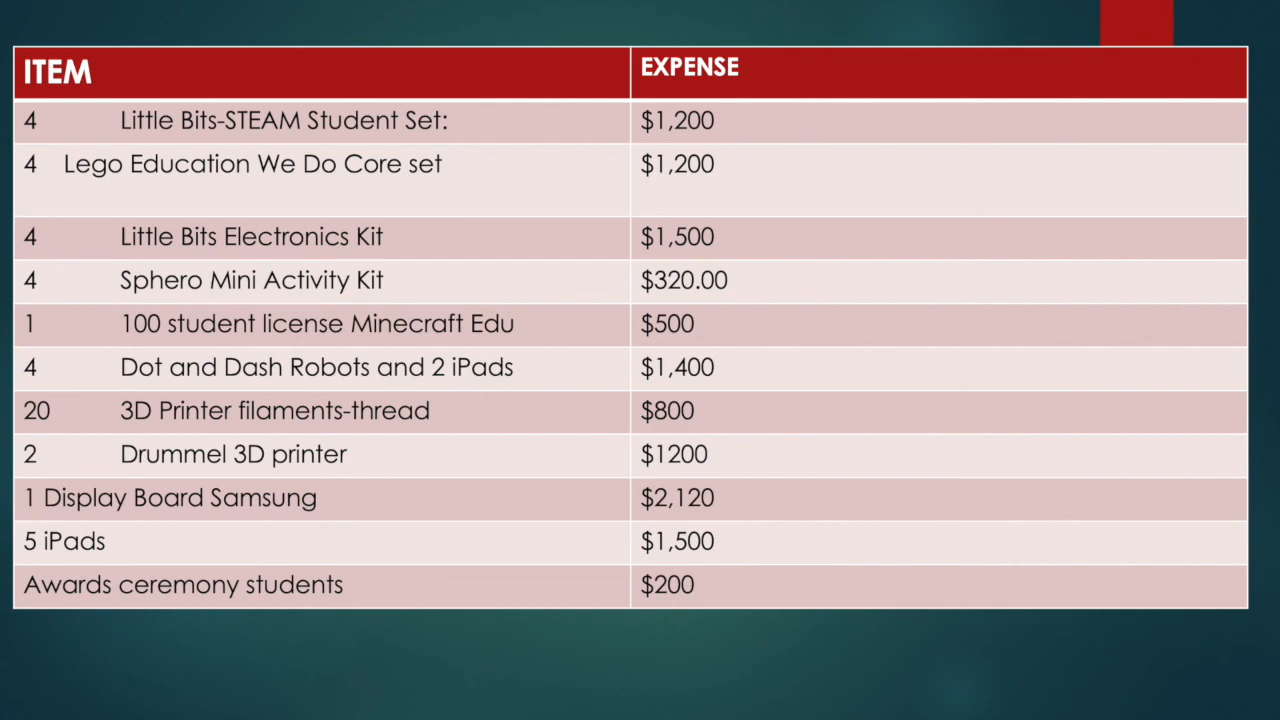 ITEM EXPENSE
4 Little Bits-STEAM Student Set: $1,200
4 Lego Education We Do Core set $1,200
4 Little Bits Electronics Kit $1,500
4 Sphero Mini Activity Kit $320.00
1 100 student license Minecraft Edu $500
4 Dot and Dash Robots and 2 iPads $1,400
20 3D Printer filaments-thread $800
2 Drummel 3D printer $1200
1 Display Board Samsung $2,120
5 iPads $1,500
Awards ceremony students $200